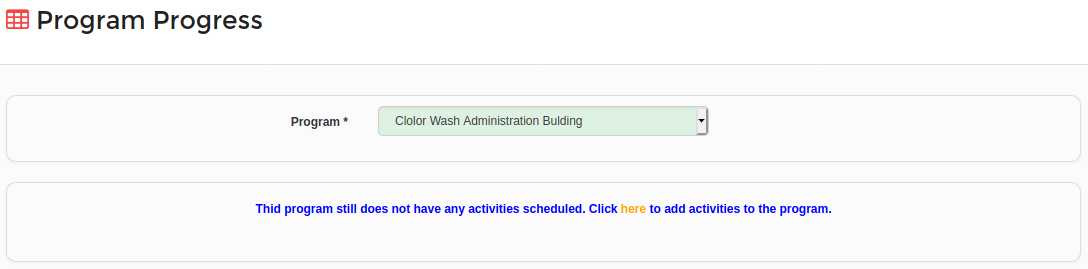 Program Progress
Program *
Clolor Wash Administration Bulding
Thid program still does not have any activities scheduled. Click here to add activities to the program.